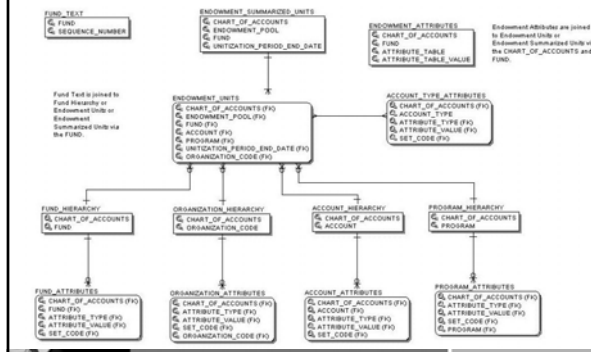 FUND_TEXT
FUND
SEQUENCE_NUMBER
ENDOWMENT_SUMMARIZED_UNITS
CHART_OF_ACCOUNTS
ENDOWMENT_POOL
FUND
UNITIZATION_PERIOD_END_DATE
ENDOWMENT_ATTRIBUTES
CHART_OF_ACCOUNTS
FUND
ATTRIBUTE_TABLE
ATTRIBUTE_TABLE_VALUE
Endowment Attributes are joined
to Endowment Units or
Endowment Summarized Units via
the CHART_OF_ACCOUNTS and
FUND.
Fund Text is joined to
Fund Hierarchy or
Endowment Units or
Endowment
Summarized Units via
the FUND.
ENDOWMENT_UNITS
CHART_OF_ACCOUNTS (FK)
ENDOWMENT_POOL (FK)
FUND (FK)
ACCOUNT (FK)
PROGRAM (FK)
UNITIZATION_PERIOD_END_DATE (FK)
ORGANIZATION_CODE (FK)
ACCOUNT_TYPE_ATTRIBUTES
CHART_OF_ACCOUNTS (FK)
ACCOUNT_TYPE
ATTRIBUTE_TYPE (FK)
ATTRIBUTE_VALUE (FK)
SET_CODE (FK)
FUND_HIERARCHY
CHART_OF_ACCOUNTS
FUND
ORGANIZATION_HIERARCHY
CHART_OF_ACCOUNTS
ORGANIZATION_CODE
ACCOUNT_HIERARCHY
CHART_OF_ACCOUNTS
ACCOUNT
PROGRAM_HIERARCHY
CHART_OF_ACCOUNTS
PROGRAM
FUND_ATTRIBUTES
CHART_OF_ACCOUNTS (FK)
FUND (FK)
ATTRIBUTE_TYPE (FK)
ATTRIBUTE_VALUE (FK)
SET_CODE (FK)
ORGANIZATION_ATTRIBUTES
CHART_OF_ACCOUNTS (FK)
ATTRIBUTE_TYPE (FK)
ATTRIBUTE_VALUE (FK)
SET_CODE (FK)
ORGANIZATION_CODE (FK)
ACCOUNT_ATTRIBUTES
CHART_OF_ACCOUNTS (FK)
ACCOUNT (FK)
ATTRIBUTE_TYPE (FK)
ATTRIBUTE_VALUE (FK)
SET_CODE (FK)
PROGRAM_ATTRIBUTES
CHART_OF_ACCOUNTS (FK)
ATTRIBUTE_TYPE (FK)
ATTRIBUTE_VALUE (FK)
SET_CODE (FK)
PROGRAM (FK)